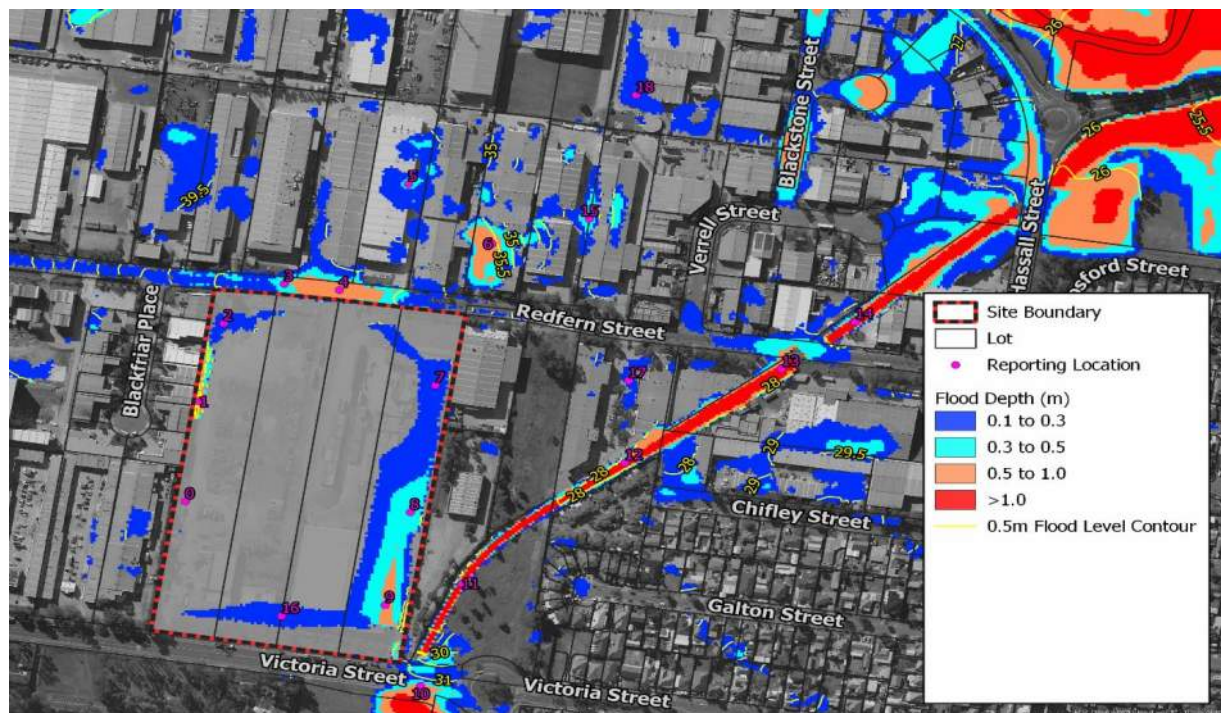 26
27
25.5
26
18
Blackstone Street
35
26
39.5
5
15
Verrell Street
6
35
35.5
Hassall Street
3
4
Redfern Street
2
Blackfriar Place
14
13
17
7
28
1
12
28
28
28
29
29.5
29
0
8
Chifley Street
9
16
11
Galton Street
30
Victoria Street
31
10
Victoria Street
Site Boundary
Lot
Reporting Location
Flood Depth (m)
0.1 to 0.3
0.3 to 0.5
0.5 to 1.0
>1.0
0.5m Flood Level Contour